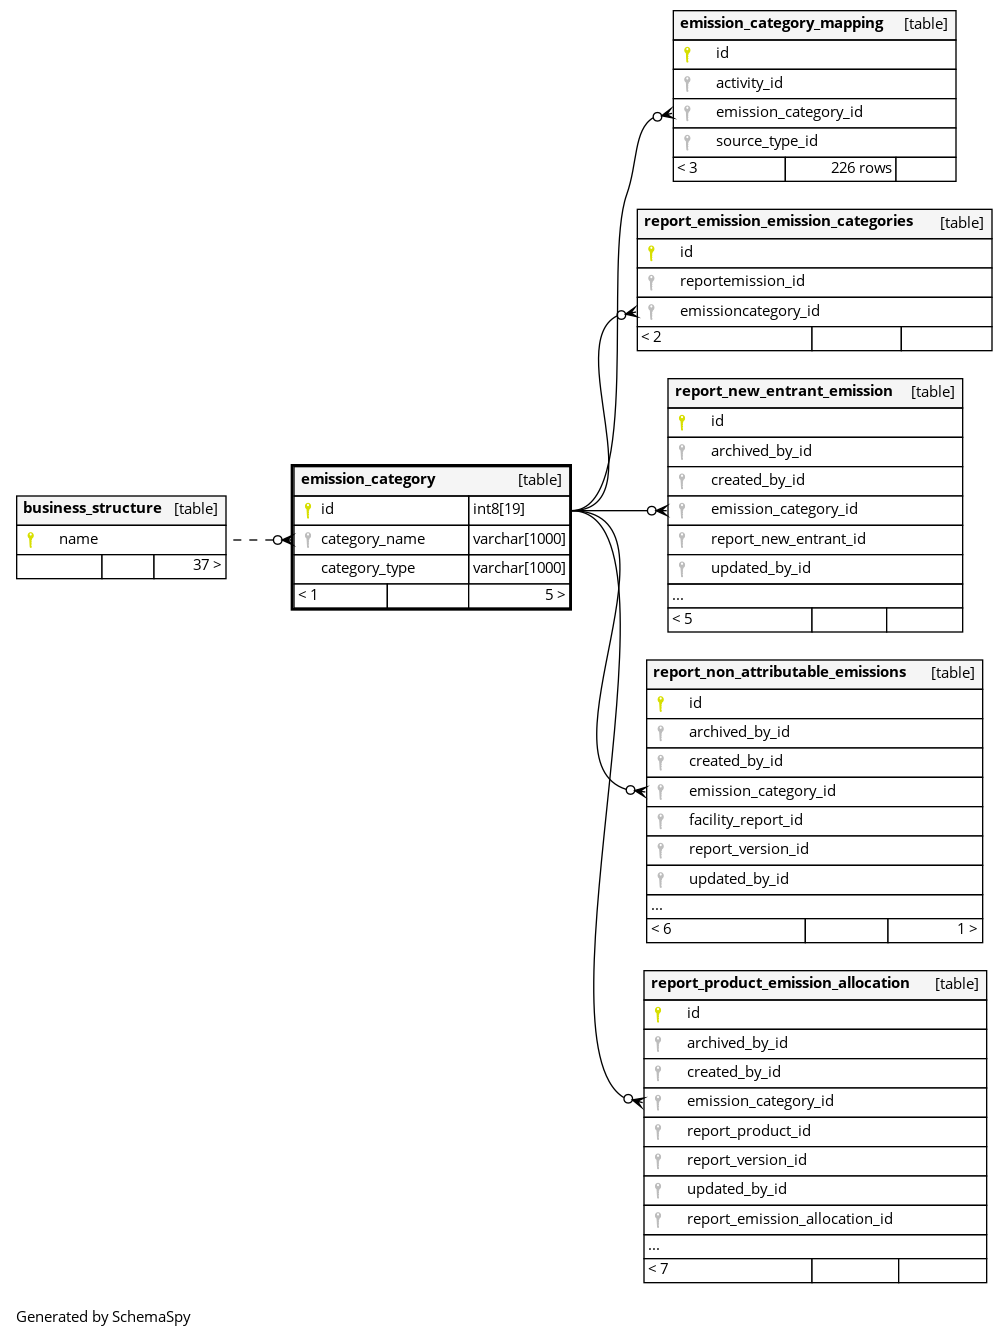 emission_category_mapping [table]
id
activity_id
emission_category_id
source_type_id
< 3 226 rows
report_emission_emission_categories [table]
id
reportemission_id
emissioncategory_id
< 2
report_new_entrant_emission [table]
id
archived_by_id
created_by_id
emission_category_id
report_new_entrant_id
updated_by_id
...
< 5
emission_category [table]
id int8[19]
category_name varchar[1000]
category_type varchar[1000]
< 1 5 >
business_structure [table]
name
37 >
report_non_attributable_emissions [table]
id
archived_by_id
created_by_id
emission_category_id
facility_report_id
report_version_id
updated_by_id
...
< 6 1 >
report_product_emission_allocation [table]
id
archived_by_id
created_by_id
emission_category_id
report_product_id
report_version_id
updated_by_id
report_emission_allocation_id
...
< 7
Generated by SchemaSpy